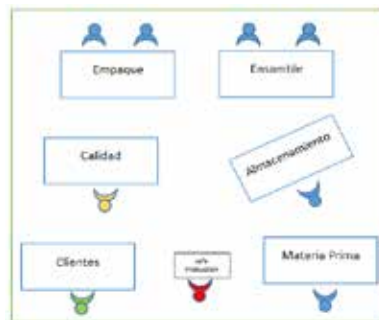 Empaque
Ensamble
Calidad
Almacenamiento
Clientes
Materia Prima